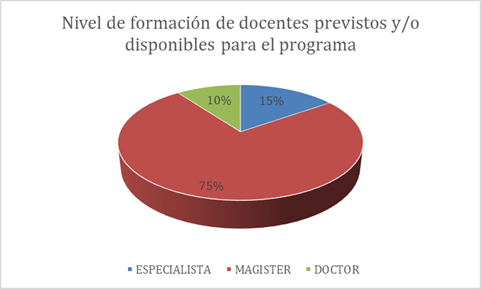 Nivel de formación de docentes previstos y/o
disponibles para el programa
10%
15%
75%
ESPECIALISTA MAGISTER DOCTOR